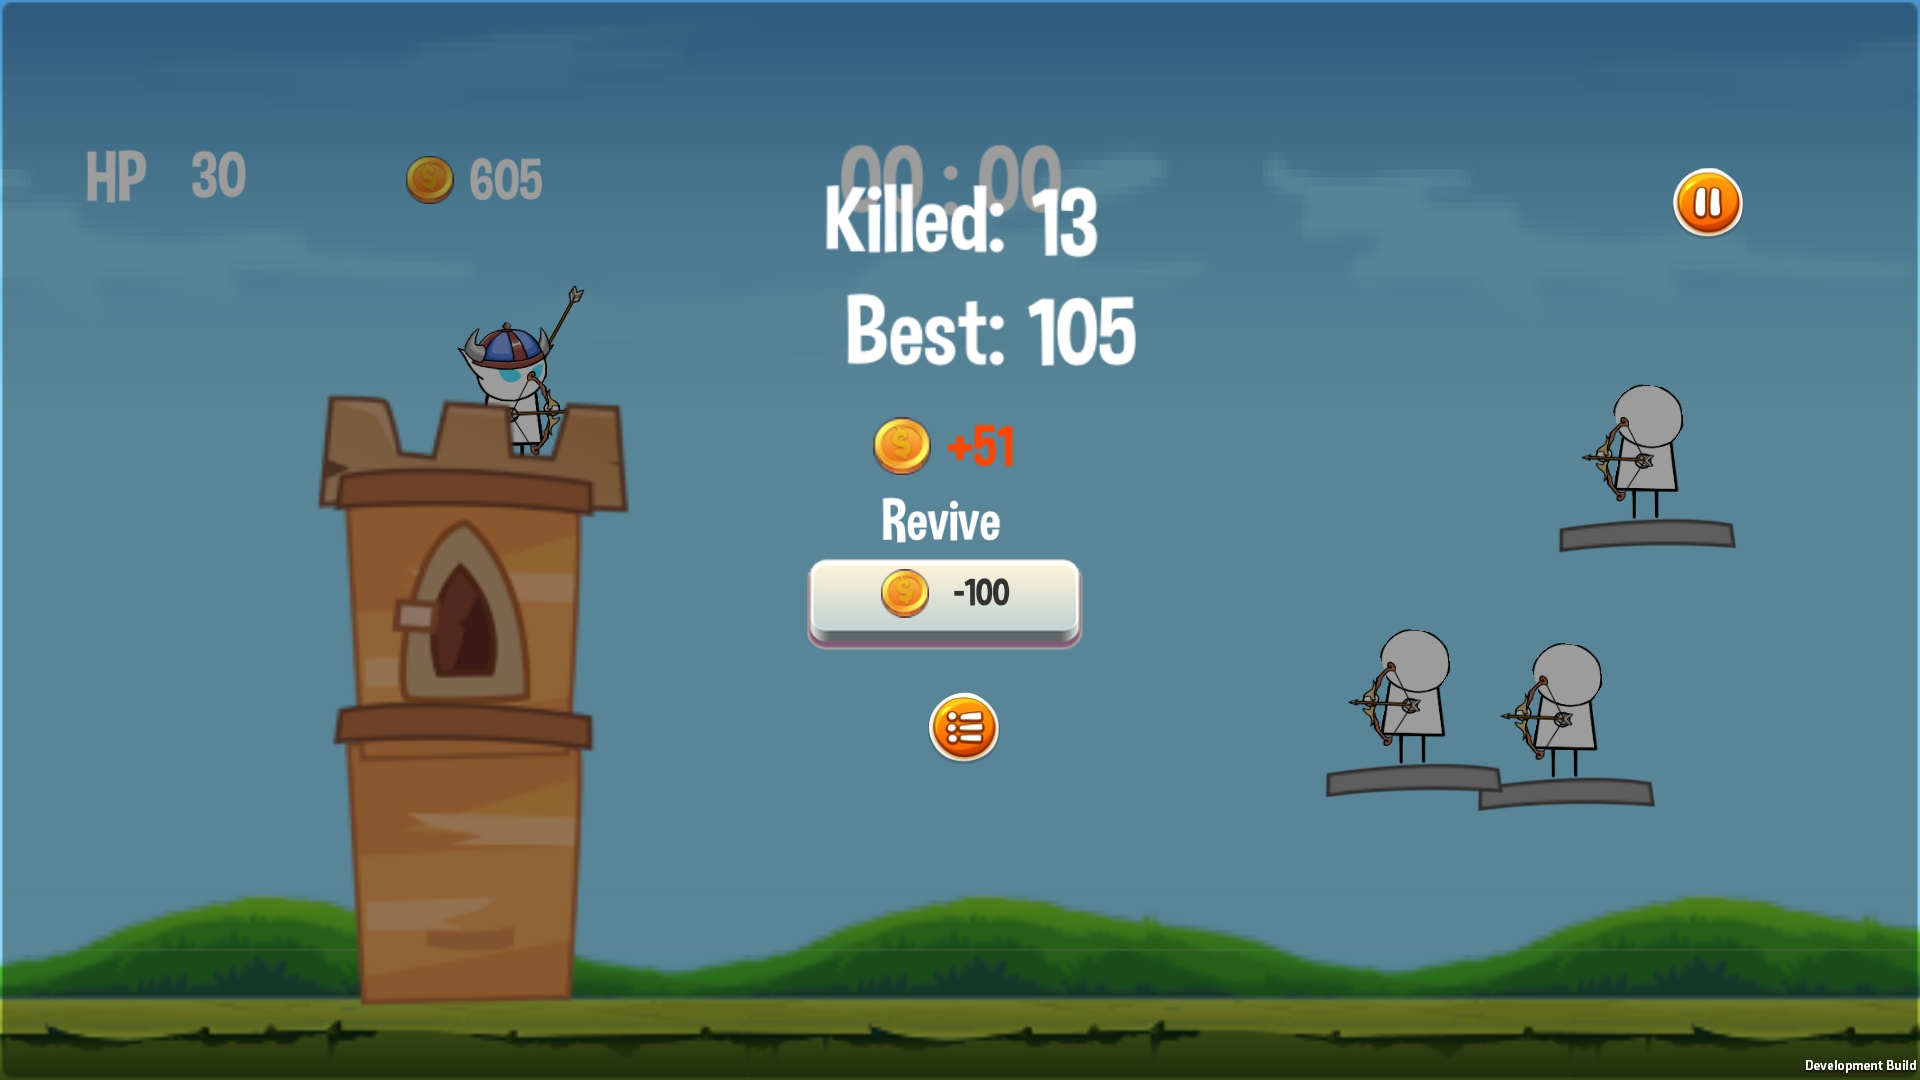 HP 30
605
00 : 00
Killed: 13
Best: 105
+51
Revive
-100
Development Build